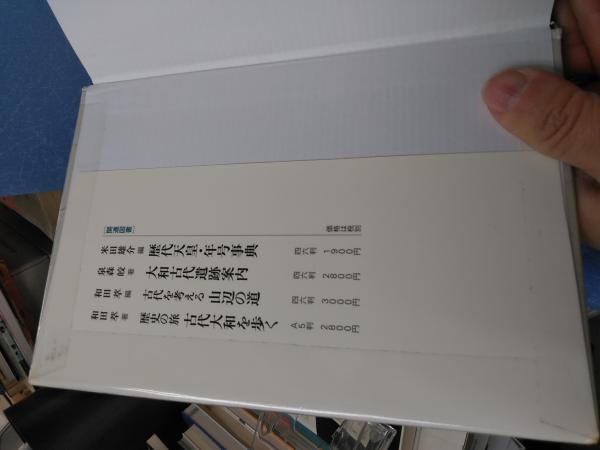 関連図書
価格は税別
米田雄介編 歴代天皇・年号事典 四六判 1900円
泉森皎著 大和古代遺跡案内 四六判 2800円
和田萃編 古代を考える 山辺の道 四六判 3000円
和田萃著 歴史の旅 古代大和を歩く A5判 2800円